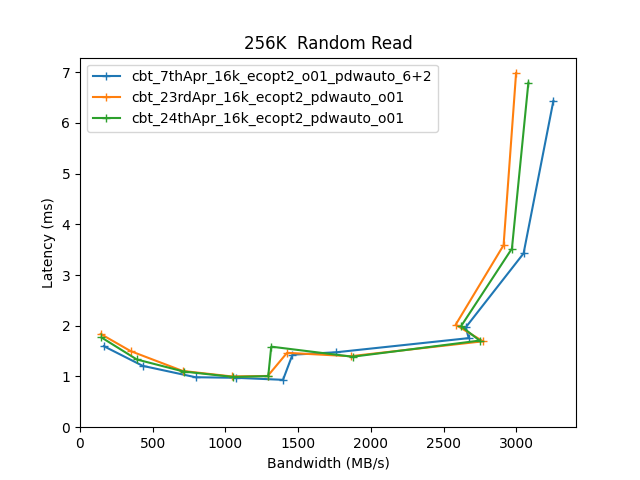 256K  Random Read
cbt_7thApr_16k_ecopt2_o01_pdwauto_6+2
cbt_23rdApr_16k_ecopt2_pdwauto_o01
cbt_24thApr_16k_ecopt2_pdwauto_o01
Latency (ms)
7
6
5
4
3
2
1
0
0 500 1000 1500 2000 2500 3000
Bandwidth (MB/s)